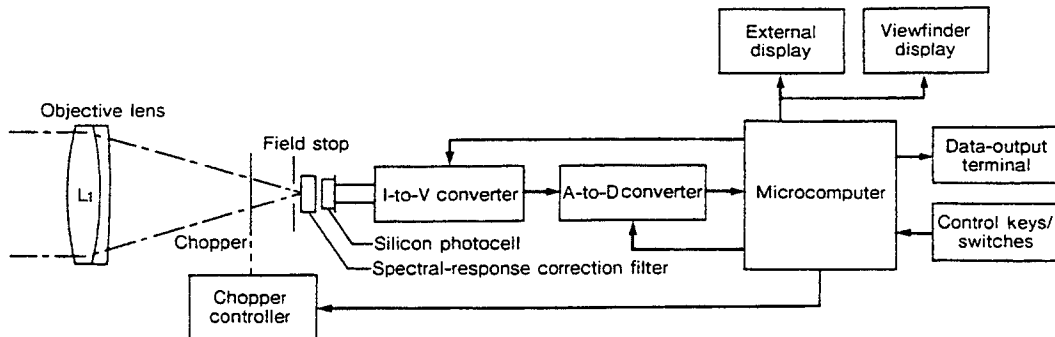 External
display
Viewfinder
display
Objective lens
Field stop
L1
I-to-V converter
A-to-D converter
Microcomputer
Data-output
terminal
Control keys/
switches
Chopper
Silicon photocell
Spectral-response correction filter
Chopper
controller